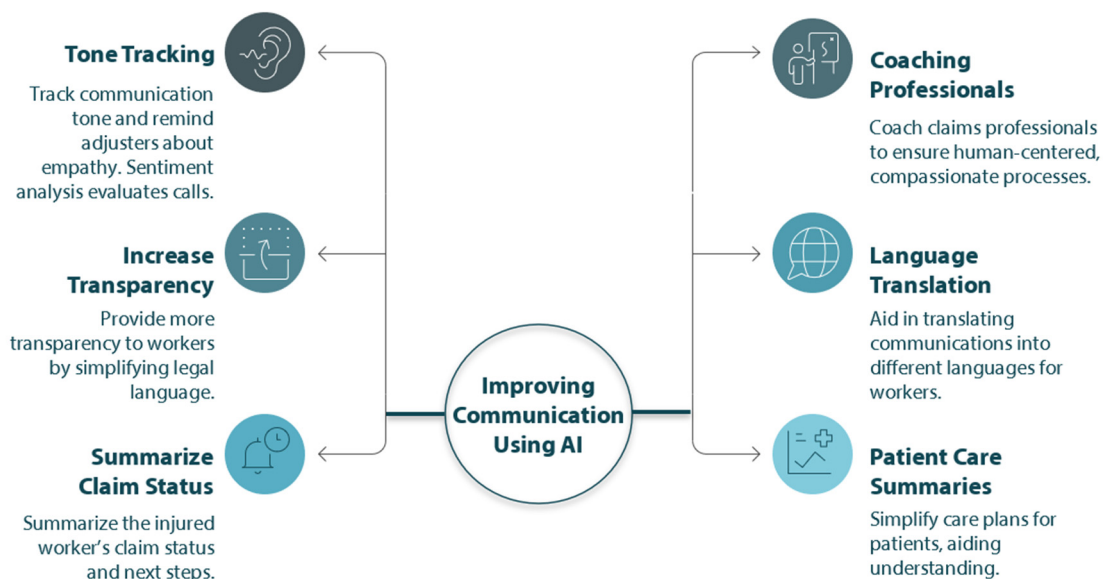 Tone Tracking
Track communication
tone and remind
adjusters about
empathy. Sentiment
analysis evaluates calls.
Increase
Transparency
Provide more
transparency to workers
by simplifying legal
language.
Summarize
Claim Status
Summarize the injured
worker’s claim status
and next steps.
Improving
Communication
Using AI
Coaching
Professionals
Coach claims professionals
to ensure human-centered,
compassionate processes.
Language
Translation
Aid in translating
communications into
different languages for
workers.
Patient Care
Summaries
Simplify care plans for
patients, aiding
understanding.